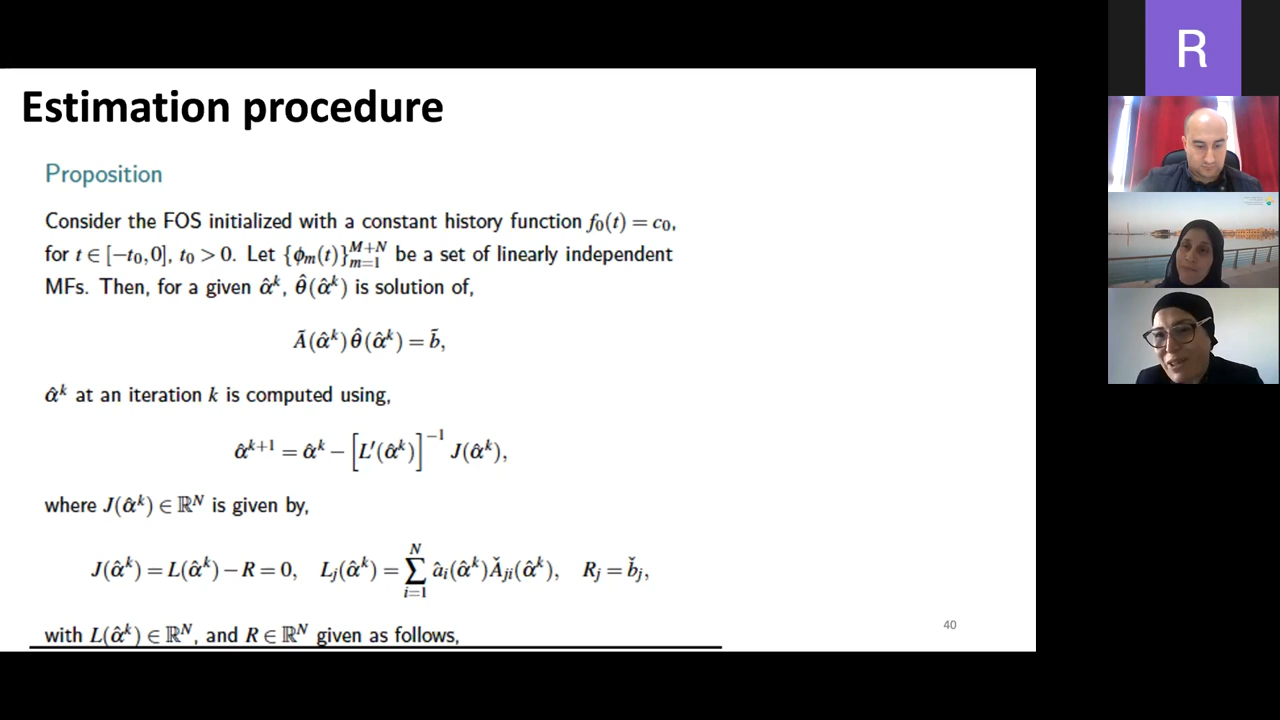 Estimation procedure
Proposition
Consider the FOS initialized with a constant history function f₀(t) = c₀,
for t ∈ [−t₀,0], t₀ > 0. Let {ϕₘ(t)}_{m=1}^{M+N} be a set of linearly independent
MFs. Then, for a given α̂ᵏ, θ̂(α̂ᵏ) is solution of,
Ã(α̂ᵏ)θ̂(α̂ᵏ) = b̃,
α̂ᵏ at an iteration k is computed using,
α̂ᵏ⁺¹ = α̂ᵏ − [L′(α̂ᵏ)]⁻¹ J(α̂ᵏ),
where J(α̂ᵏ) ∈ ℝᴺ is given by,
J(α̂ᵏ) = L(α̂ᵏ) − R = 0, Lⱼ(α̂ᵏ) = ∑_{i=1}^{N} âᵢ(α̂ᵏ)Ǎⱼᵢ(α̂ᵏ), Rⱼ = b̌ⱼ,
with L(α̂ᵏ) ∈ ℝᴺ, and R ∈ ℝᴺ given as follows,
40
R